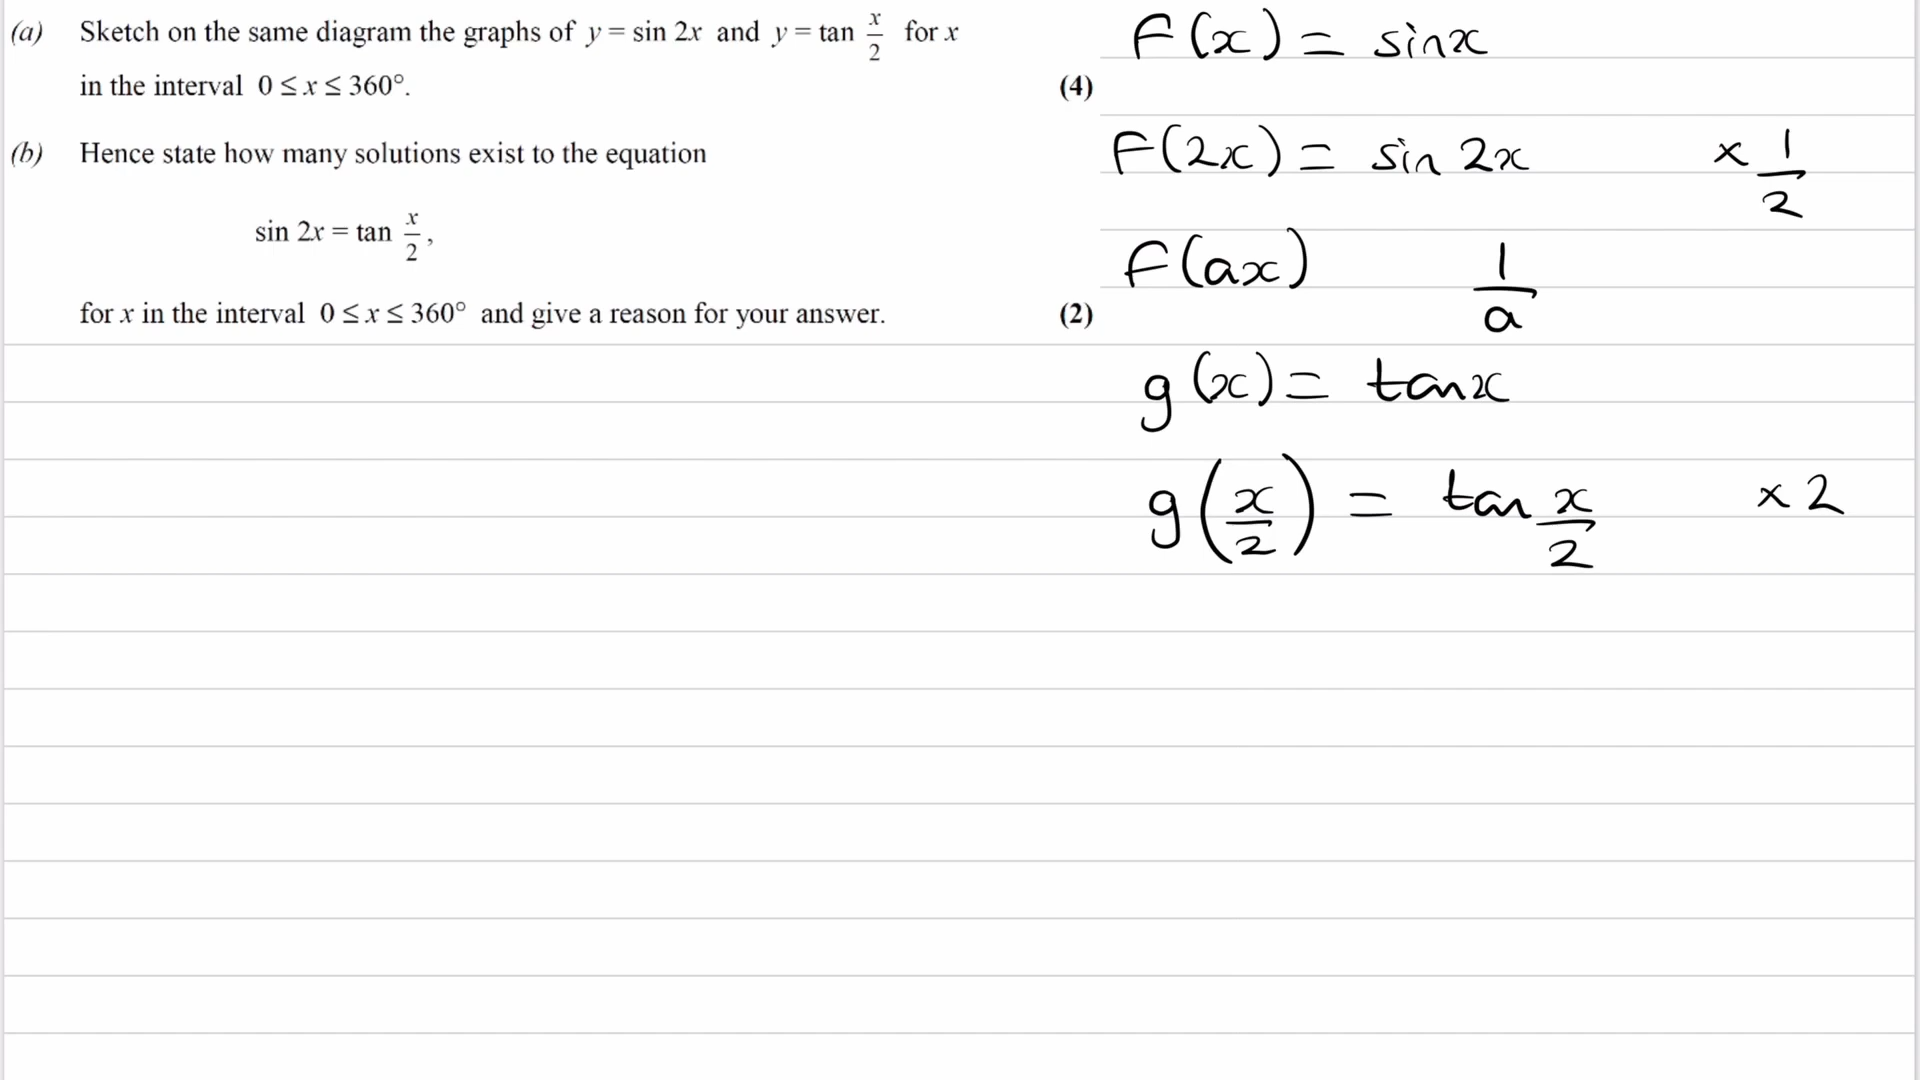 (a) Sketch on the same diagram the graphs of y = sin 2x and y = tan x/2 for x
in the interval 0 ≤ x ≤ 360°. (4)
(b) Hence state how many solutions exist to the equation
sin 2x = tan x/2,
for x in the interval 0 ≤ x ≤ 360° and give a reason for your answer. (2)
F(x) = sinx
F(2x) = sin 2x × 1/2
F(ax) 1/a
g(x) = tanx
g(x/2) = tan x/2 × 2